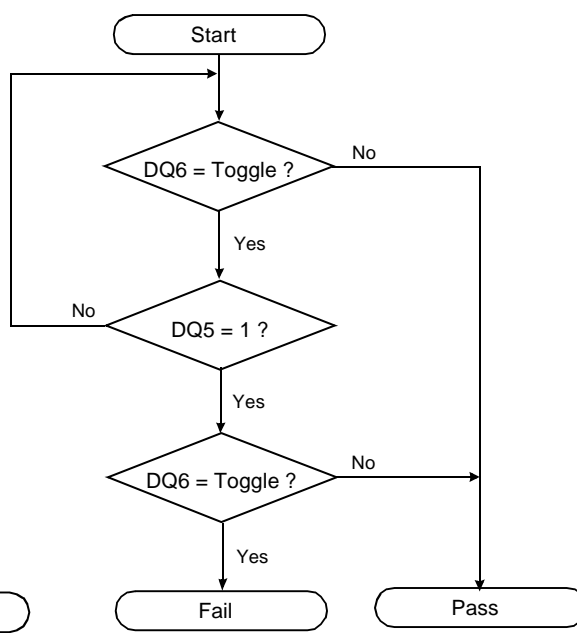 Start
DQ6 = Toggle ?
No
Yes
No
DQ5 = 1 ?
Yes
DQ6 = Toggle ?
No
Yes
Fail
Pass